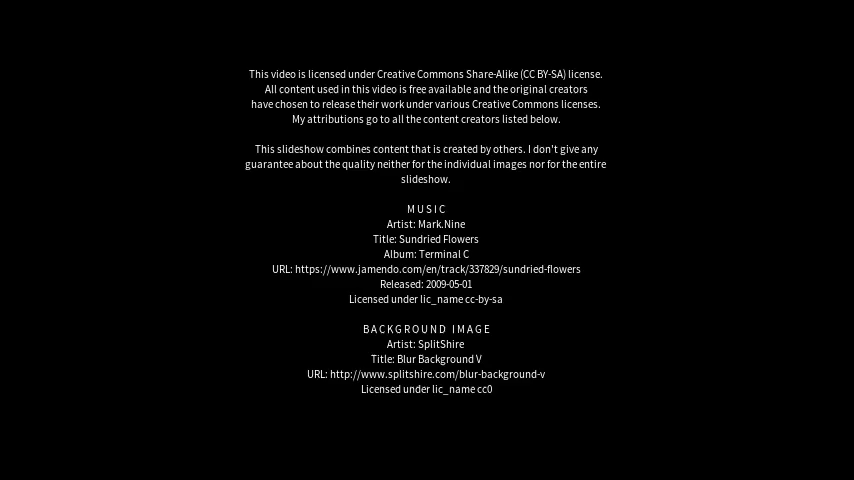 This video is licensed under Creative Commons Share-Alike (CC BY-SA) license.
All content used in this video is free available and the original creators
have chosen to release their work under various Creative Commons licenses.
My attributions go to all the content creators listed below.
This slideshow combines content that is created by others. I don't give any
guarantee about the quality neither for the individual images nor for the entire
slideshow.
MUSIC
Artist: Mark.Nine
Title: Sundried Flowers
Album: Terminal C
URL: https://www.jamendo.com/en/track/337829/sundried-flowers
Released: 2009-05-01
Licensed under lic_name cc-by-sa
BACKGROUND IMAGE
Artist: SplitShire
Title: Blur Background V
URL: http://www.splitshire.com/blur-background-v
Licensed under lic_name cc0